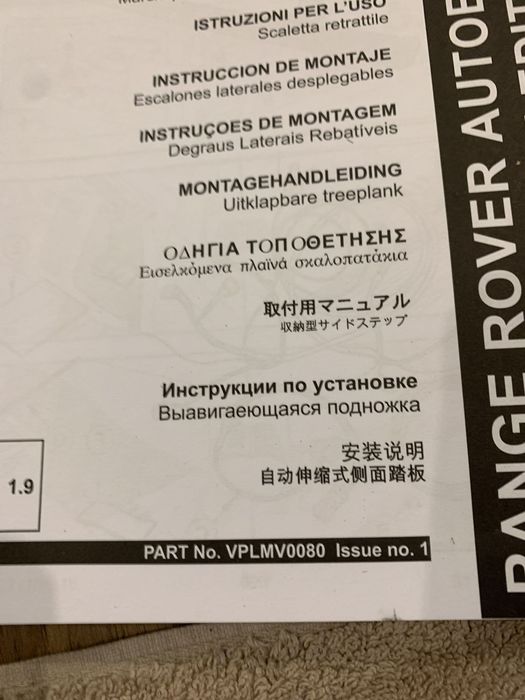 ISTRUZIONI PER L'USO
Scaletta retrattile
INSTRUCCION DE MONTAJE
Escalones laterales desplegables
INSTRUÇOES DE MONTAGEM
Degraus Laterais Rebatíveis
MONTAGEHANDLEIDING
Uitklapbare treeplank
ΟΔΗΓΙΑ ΤΟΠΟΘΕΤΗΣΗΣ
Εισελκόμενα πλαϊνά σκαλοπατάκια
取付用マニュアル
収納型サイドステップ
Инструкции по установке
Выавигаеющаяся подножка
安装说明
自动伸缩式侧面踏板
1.9
PART No. VPLMV0080 Issue no. 1
RANGE ROVER